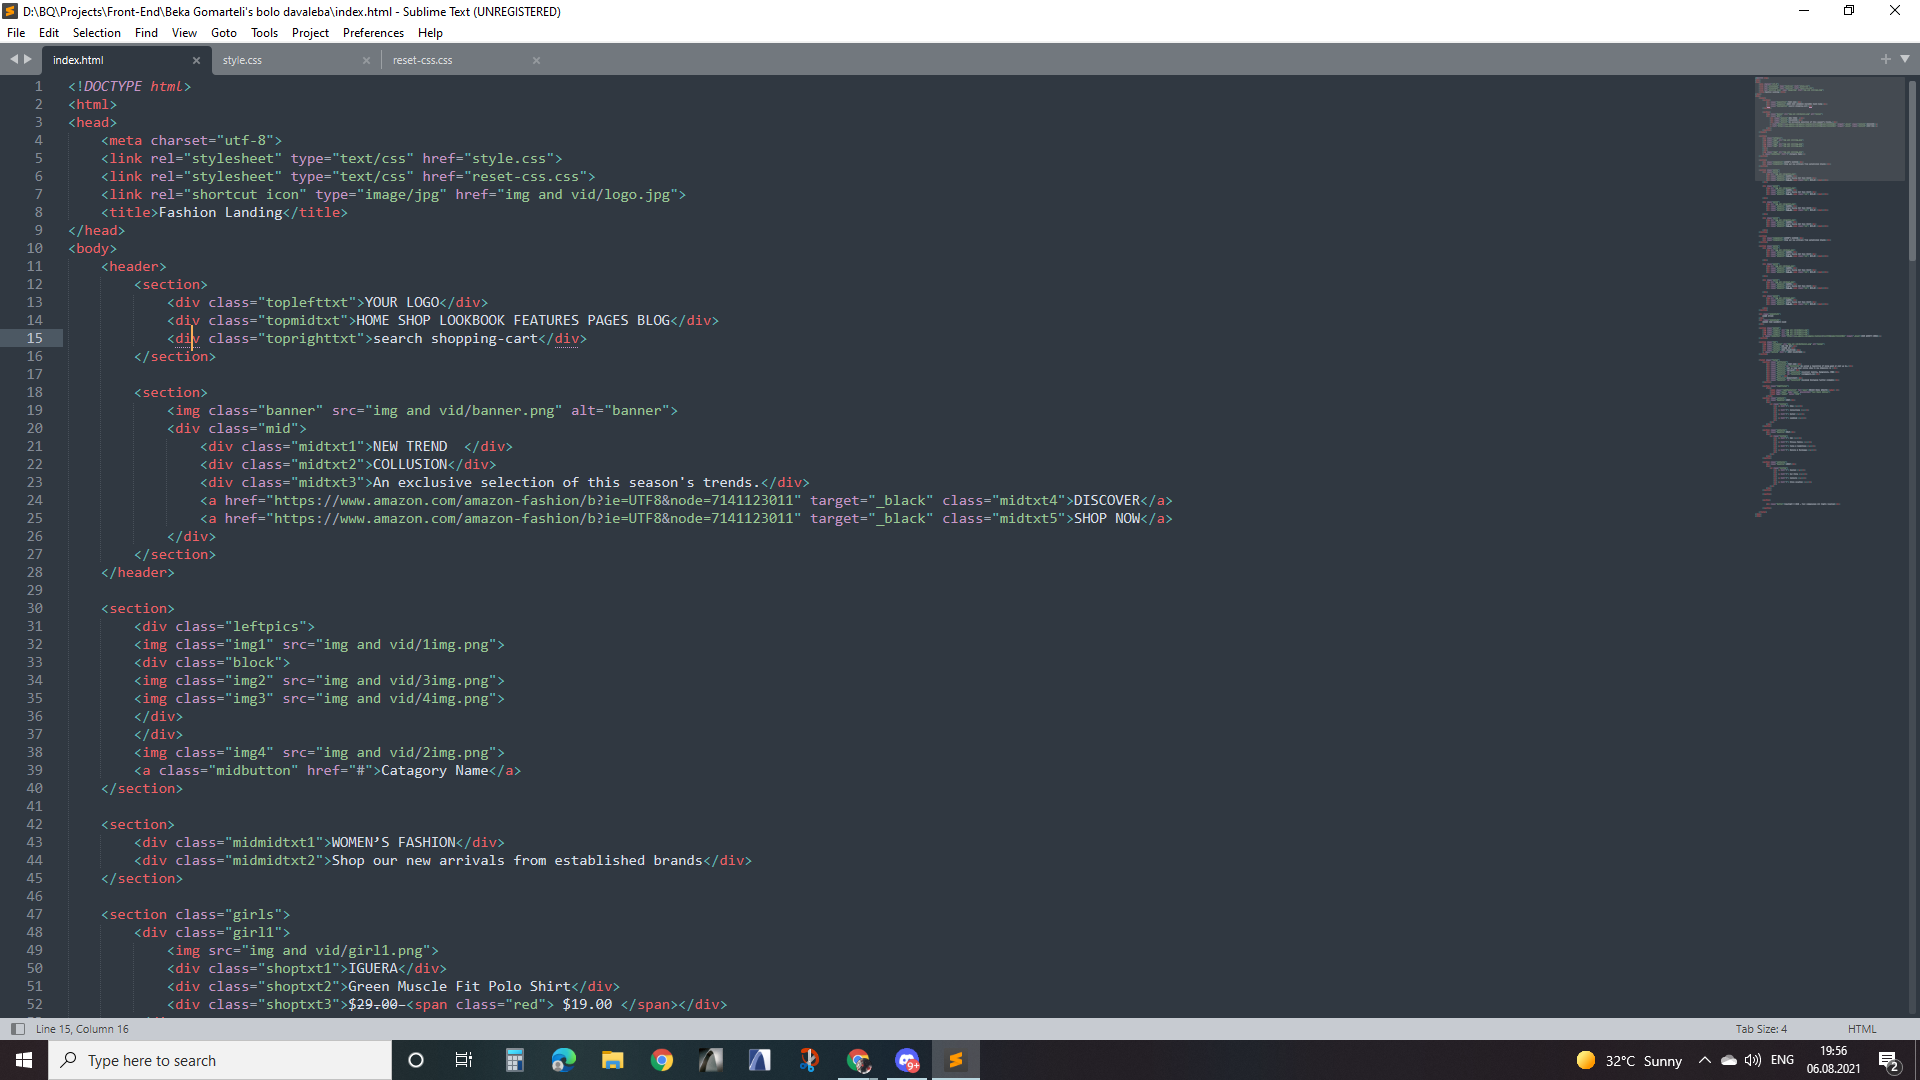 D:\BQ\Projects\Front-End\Beka Gomarteli's bolo davaleba\index.html - Sublime Text (UNREGISTERED)
File Edit Selection Find View Goto Tools Project Preferences Help
index.html style.css reset-css.css
1 <!DOCTYPE html>
2 <html>
3 <head>
4 <meta charset="utf-8">
5 <link rel="stylesheet" type="text/css" href="style.css">
6 <link rel="stylesheet" type="text/css" href="reset-css.css">
7 <link rel="shortcut icon" type="image/jpg" href="img and vid/logo.jpg">
8 <title>Fashion Landing</title>
9 </head>
10 <body>
11 <header>
12 <section>
13 <div class="toplefttxt">YOUR LOGO</div>
14 <div class="topmidtxt">HOME SHOP LOOKBOOK FEATURES PAGES BLOG</div>
15 <div class="toprighttxt">search shopping-cart</div>
16 </section>
17
18 <section>
19 <img class="banner" src="img and vid/banner.png" alt="banner">
20 <div class="mid">
21 <div class="midtxt1">NEW TREND  </div>
22 <div class="midtxt2">COLLUSION</div>
23 <div class="midtxt3">An exclusive selection of this season's trends.</div>
24 <a href="https://www.amazon.com/amazon-fashion/b?ie=UTF8&node=7141123011" target="_black" class="midtxt4">DISCOVER</a>
25 <a href="https://www.amazon.com/amazon-fashion/b?ie=UTF8&node=7141123011" target="_black" class="midtxt5">SHOP NOW</a>
26 </div>
27 </section>
28 </header>
29
30 <section>
31 <div class="leftpics">
32 <img class="img1" src="img and vid/1img.png">
33 <div class="block">
34 <img class="img2" src="img and vid/3img.png">
35 <img class="img3" src="img and vid/4img.png">
36 </div>
37 </div>
38 <img class="img4" src="img and vid/2img.png">
39 <a class="midbutton" href="#">Catagory Name</a>
40 </section>
41
42 <section>
43 <div class="midmidtxt1">WOMEN’S FASHION</div>
44 <div class="midmidtxt2">Shop our new arrivals from established brands</div>
45 </section>
46
47 <section class="girls">
48 <div class="girl1">
49 <img src="img and vid/girl1.png">
50 <div class="shoptxt1">IGUERA</div>
51 <div class="shoptxt2">Green Muscle Fit Polo Shirt</div>
52 <div class="shoptxt3">$̶2̶9̶.̶0̶0̶ <span class="red"> $19.00 </span></div>
Line 15, Column 16 Tab Size: 4 HTML
Type here to search 9+ 32°C Sunny ENG 19:56
06.08.2021 2